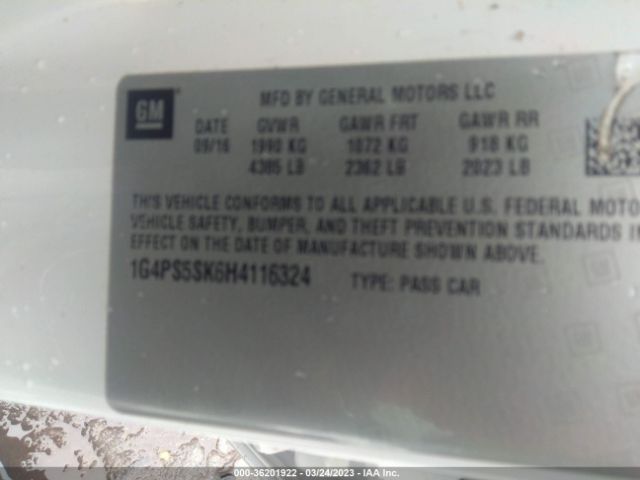 GM
MFD BY GENERAL MOTORS LLC
DATE GVWR GAWR FRT GAWR RR
09/16 1990 KG 1072 KG 918 KG
4385 LB 2362 LB 2023 LB
THIS VEHICLE CONFORMS TO ALL APPLICABLE U.S. FEDERAL MOTO
VEHICLE SAFETY, BUMPER, AND THEFT PREVENTION STANDARDS IN
EFFECT ON THE DATE OF MANUFACTURE SHOWN ABOVE.
1G4PS5SK6H4116324 TYPE: PASS CAR
000-36201922 - 03/24/2023 - IAA Inc.